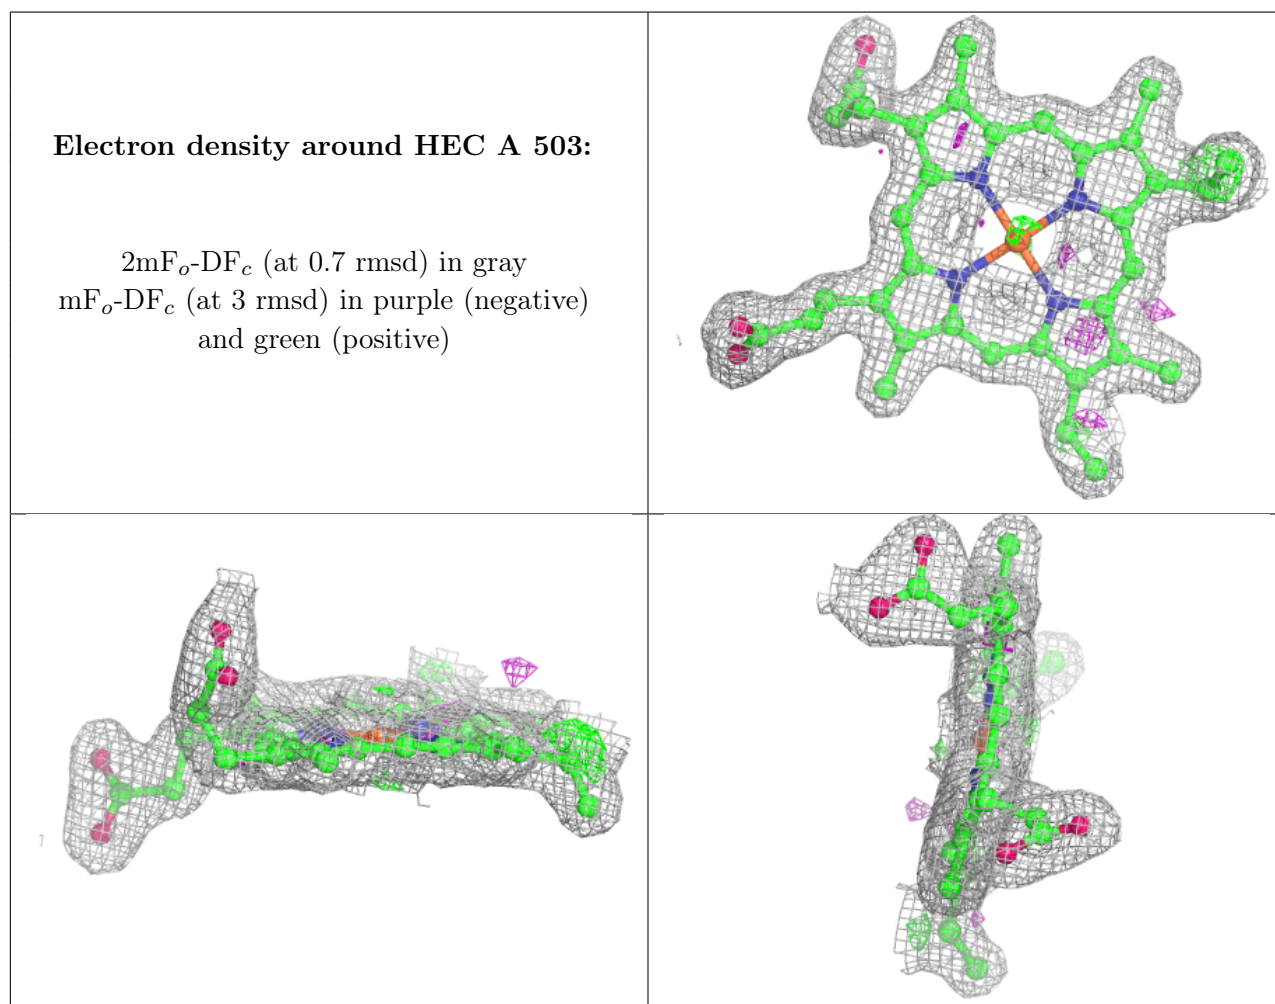 Electron density around HEC A 503:
2mFo-DFc (at 0.7 rmsd) in gray
mFo-DFc (at 3 rmsd) in purple (negative)
and green (positive)